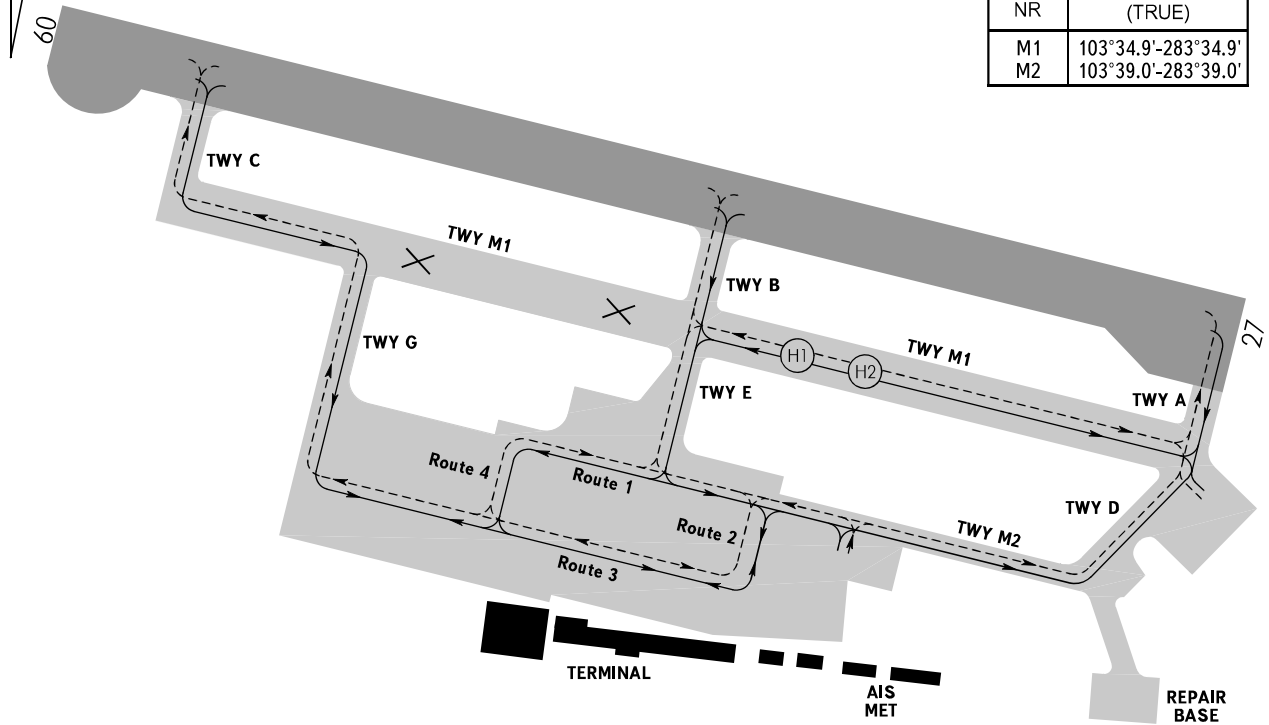 NR (TRUE)
M1 103°34.9'-283°34.9'
M2 103°39.0'-283°39.0'
60
TWY C
TWY M1
TWY B
27
TWY M1
H1
H2
TWY G
TWY E
TWY A
Route 4
Route 1
Route 2
TWY D
TWY M2
Route 3
TERMINAL
AIS
MET
REPAIR
BASE